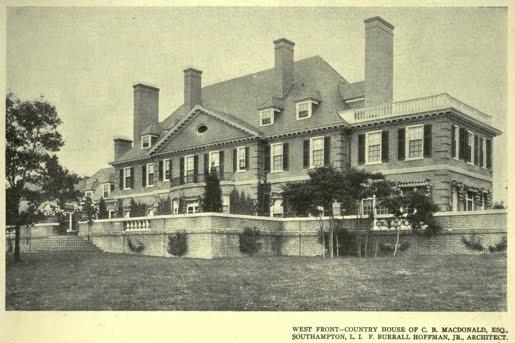 WEST FRONT—COUNTRY HOUSE OF C. B. MACDONALD, ESQ.,
SOUTHAMPTON, L. I. F. BURRALL HOFFMAN, JR., ARCHITECT.